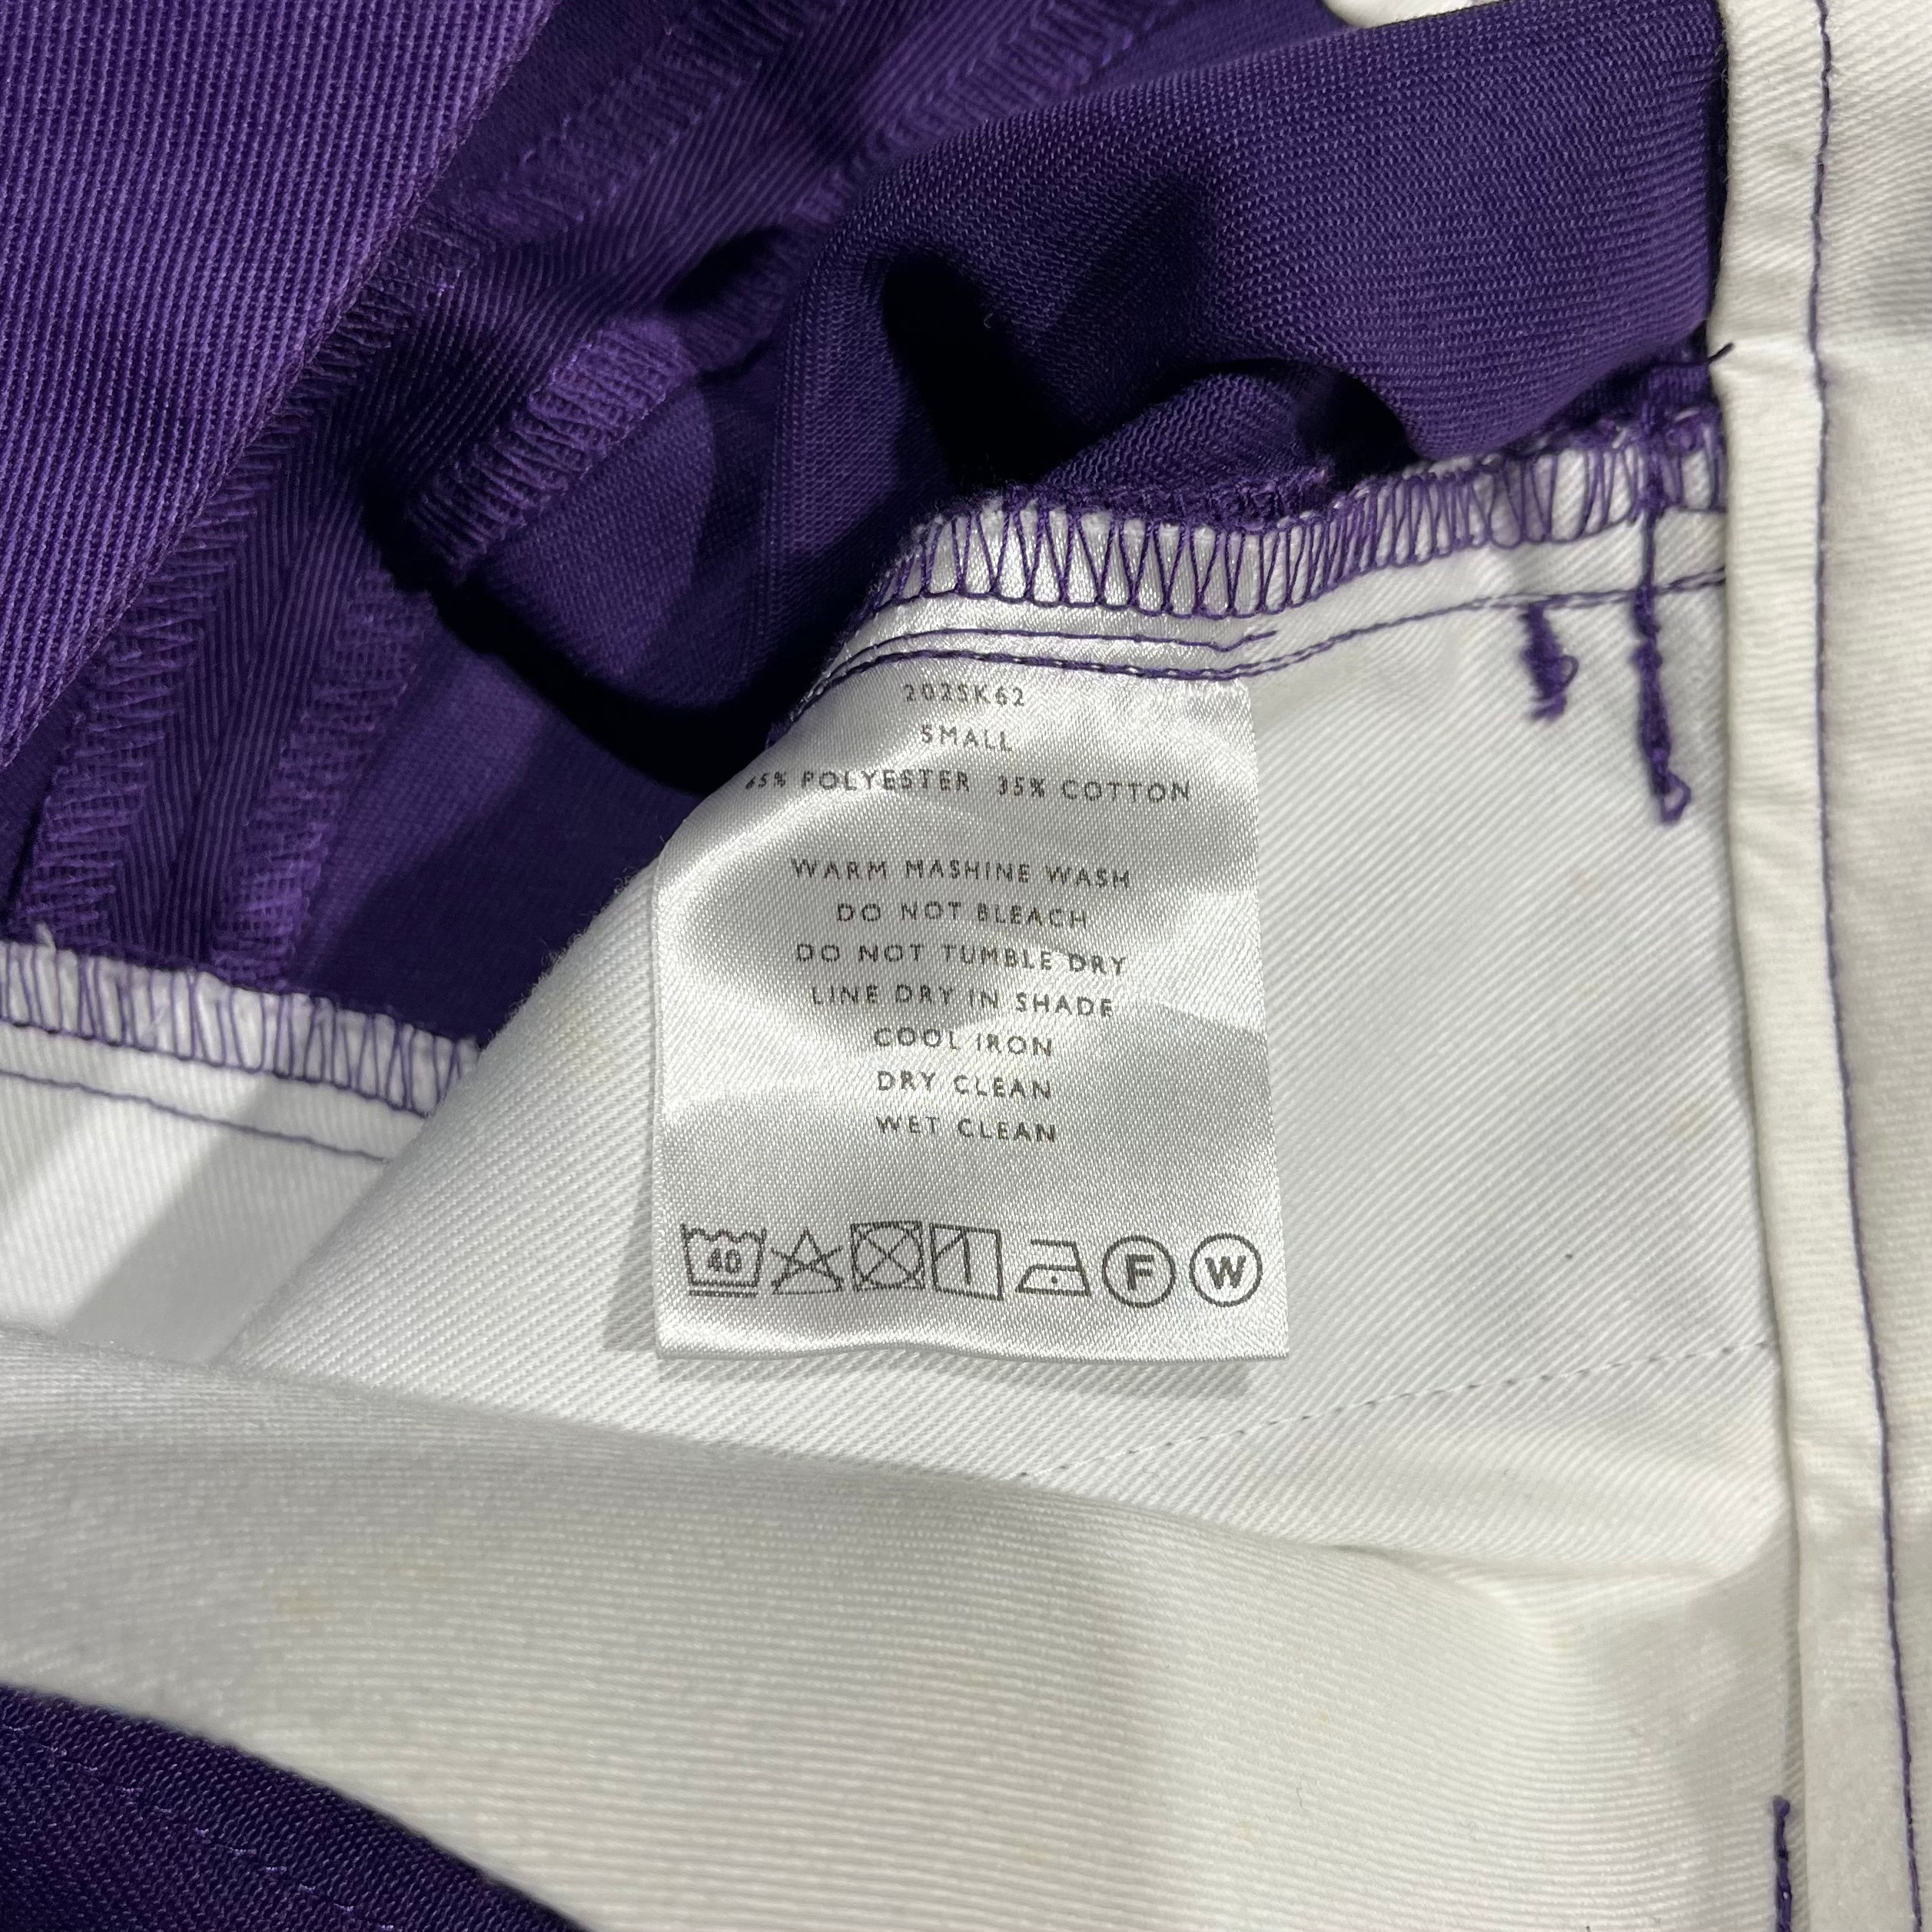 202SK62
SMALL
65% POLYESTER 35% COTTON
WARM MASHINE WASH
DO NOT BLEACH
DO NOT TUMBLE DRY
LINE DRY IN SHADE
COOL IRON
DRY CLEAN
WET CLEAN
40 F W